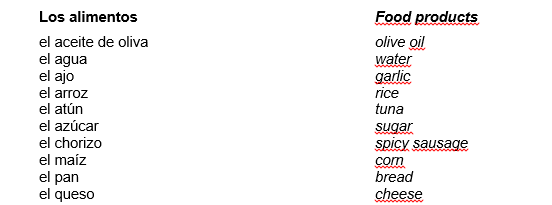 Los alimentos Food products
el aceite de oliva olive oil
el agua water
el ajo garlic
el arroz rice
el atún tuna
el azúcar sugar
el chorizo spicy sausage
el maíz corn
el pan bread
el queso cheese